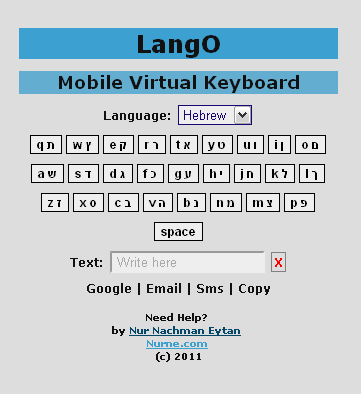 LangO
Mobile Virtual Keyboard
Language: Hebrew
qת wץ eק rר tא yט uו iן oם
aש sד dג fכ gע hי jח kל lך
zז xס cב vה bנ nמ mצ pפ
space
Text: Write here X
Google | Email | Sms | Copy
Need Help?
by Nur Nachman Eytan
Nurne.com
(c) 2011